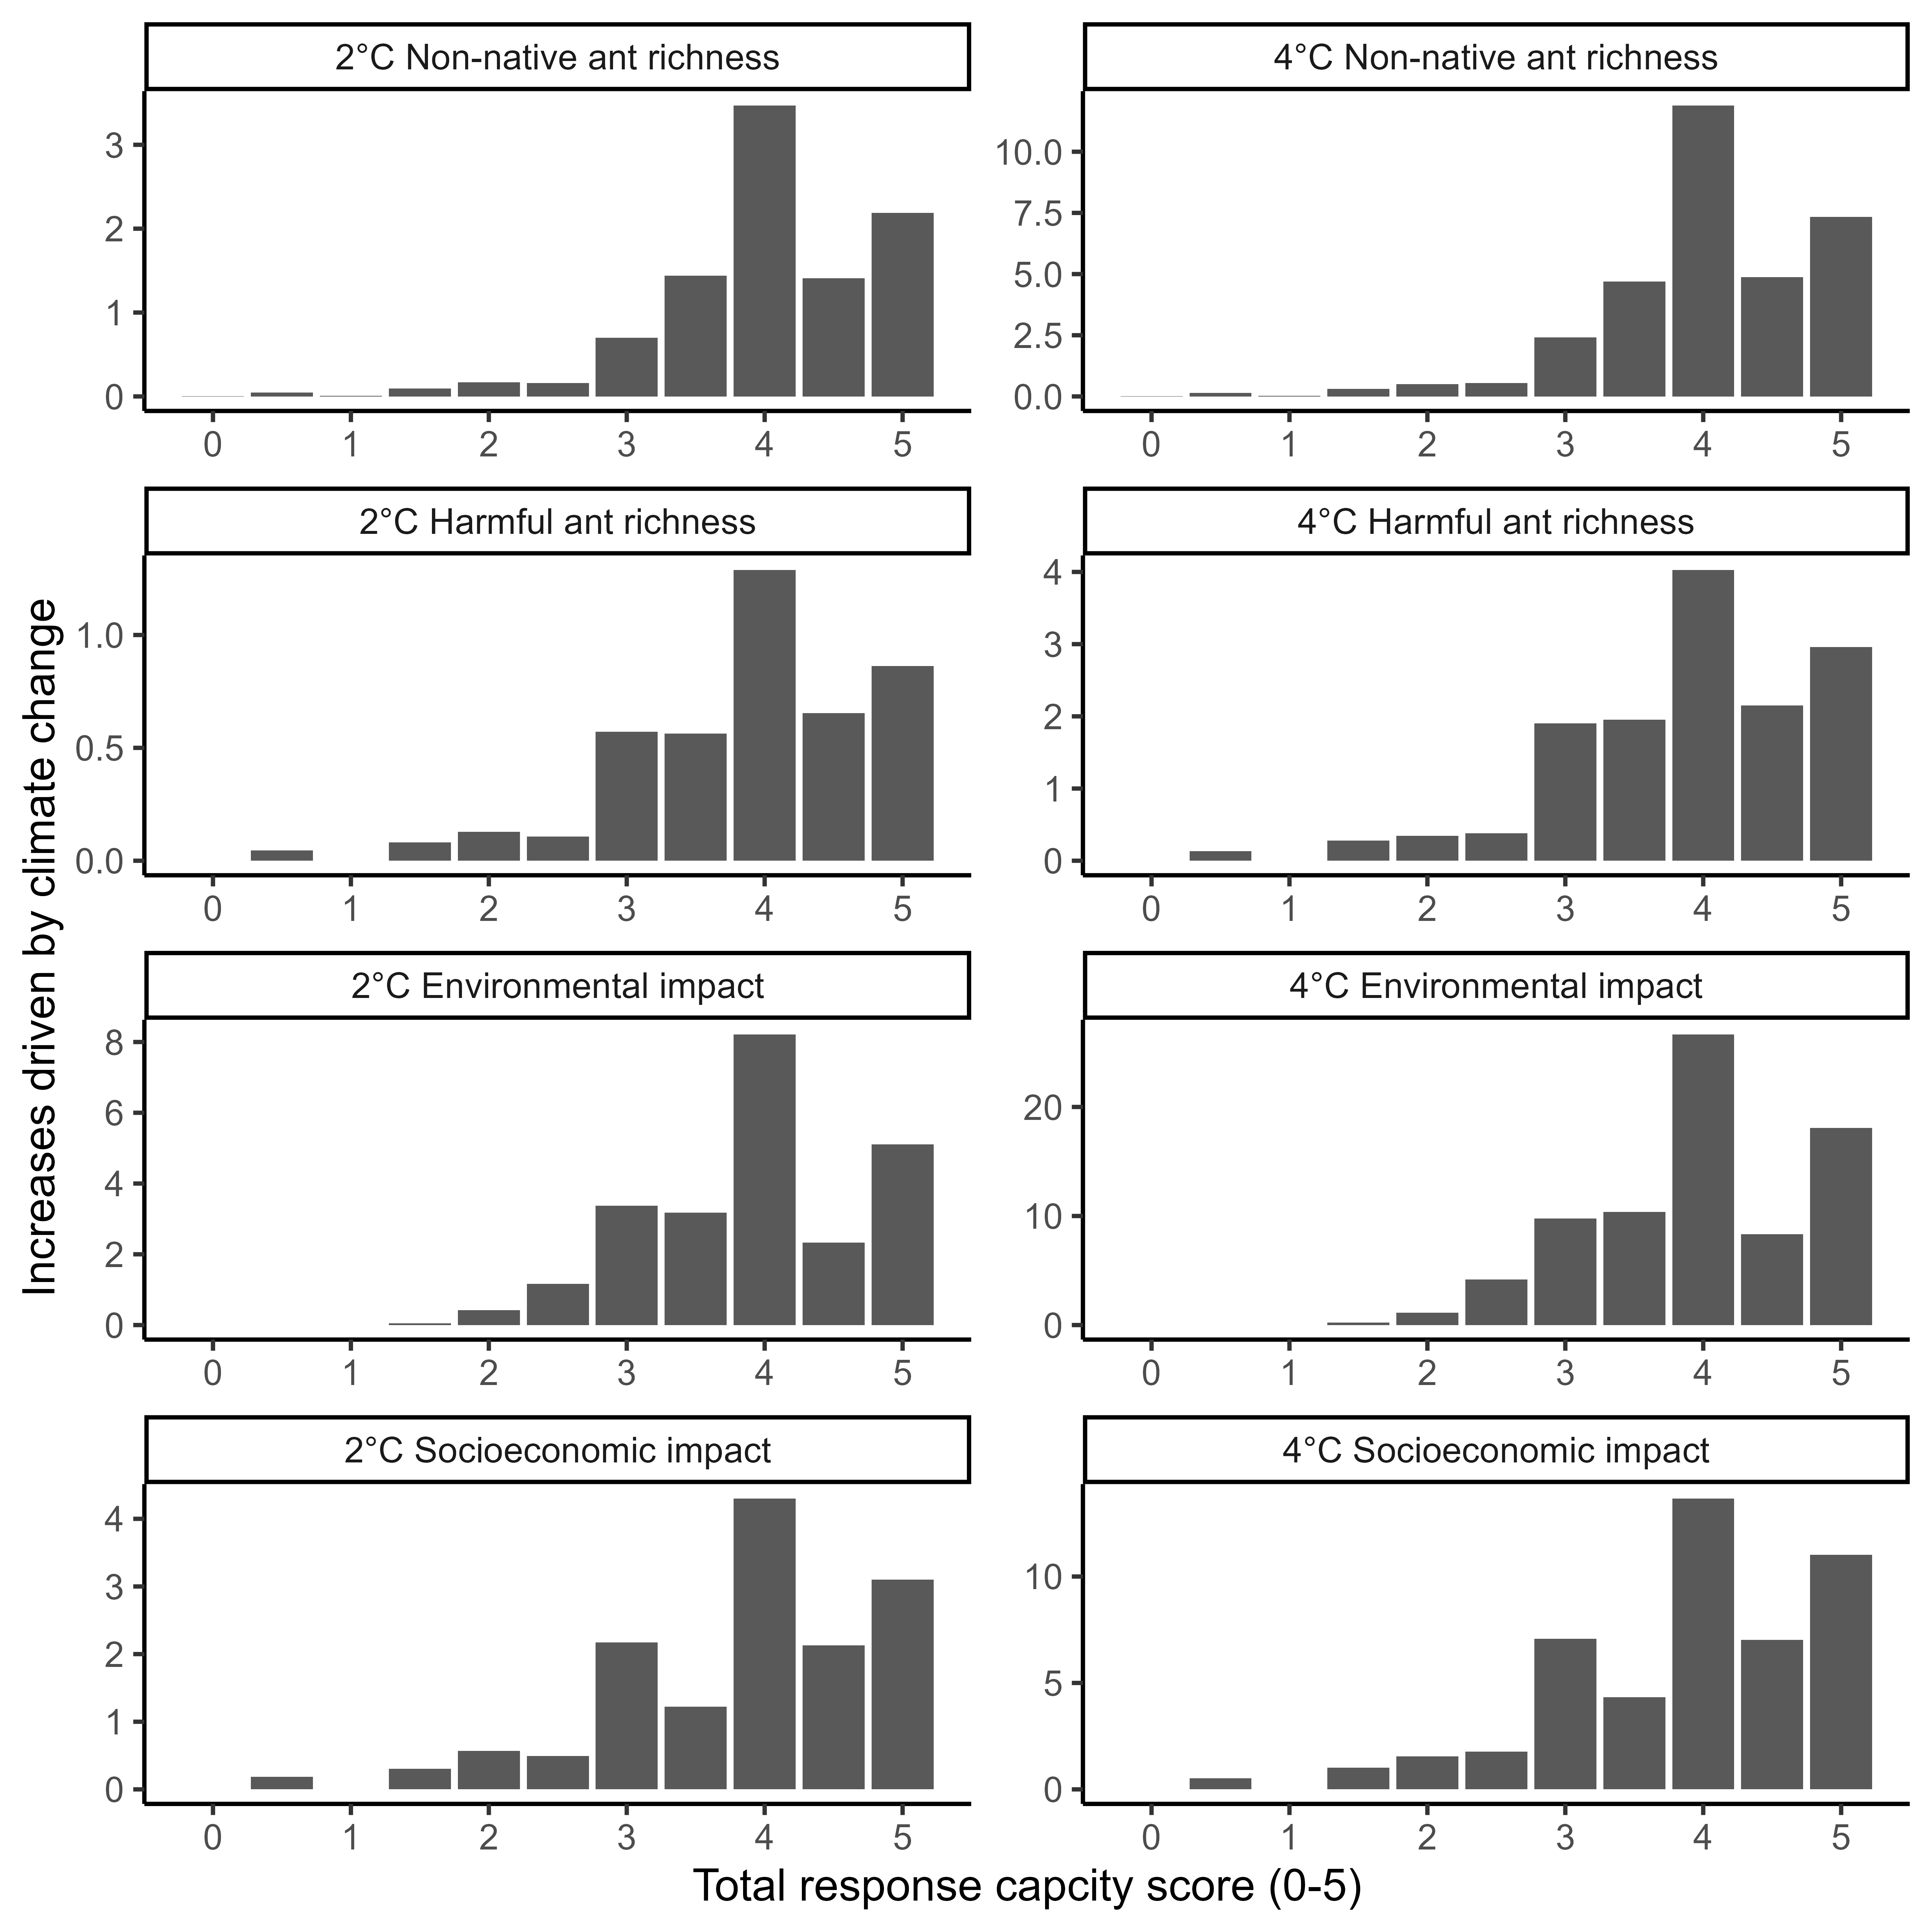 2°C Non-native ant richness
4°C Non-native ant richness
3
2
1
0
10.0
7.5
5.0
2.5
0.0
0 1 2 3 4 5
0 1 2 3 4 5
2°C Harmful ant richness
4°C Harmful ant richness
1.0
0.5
0.0
4
3
2
1
0
0 1 2 3 4 5
0 1 2 3 4 5
Increases driven by climate change
2°C Environmental impact
4°C Environmental impact
8
6
4
2
0
20
10
0
0 1 2 3 4 5
0 1 2 3 4 5
2°C Socioeconomic impact
4°C Socioeconomic impact
4
3
2
1
0
10
5
0
0 1 2 3 4 5
0 1 2 3 4 5
Total response capcity score (0-5)